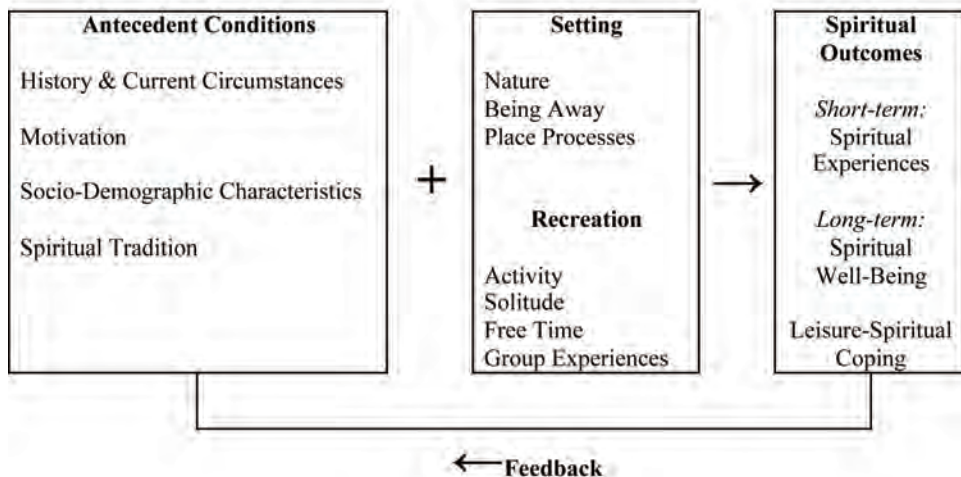 Antecedent Conditions
History & Current Circumstances
Motivation
Socio-Demographic Characteristics
Spiritual Tradition
+
Setting
Nature
Being Away
Place Processes
Recreation
Activity
Solitude
Free Time
Group Experiences
→
Spiritual
Outcomes
Short-term:
Spiritual
Experiences
Long-term:
Spiritual
Well-Being
Leisure-Spiritual
Coping
←Feedback